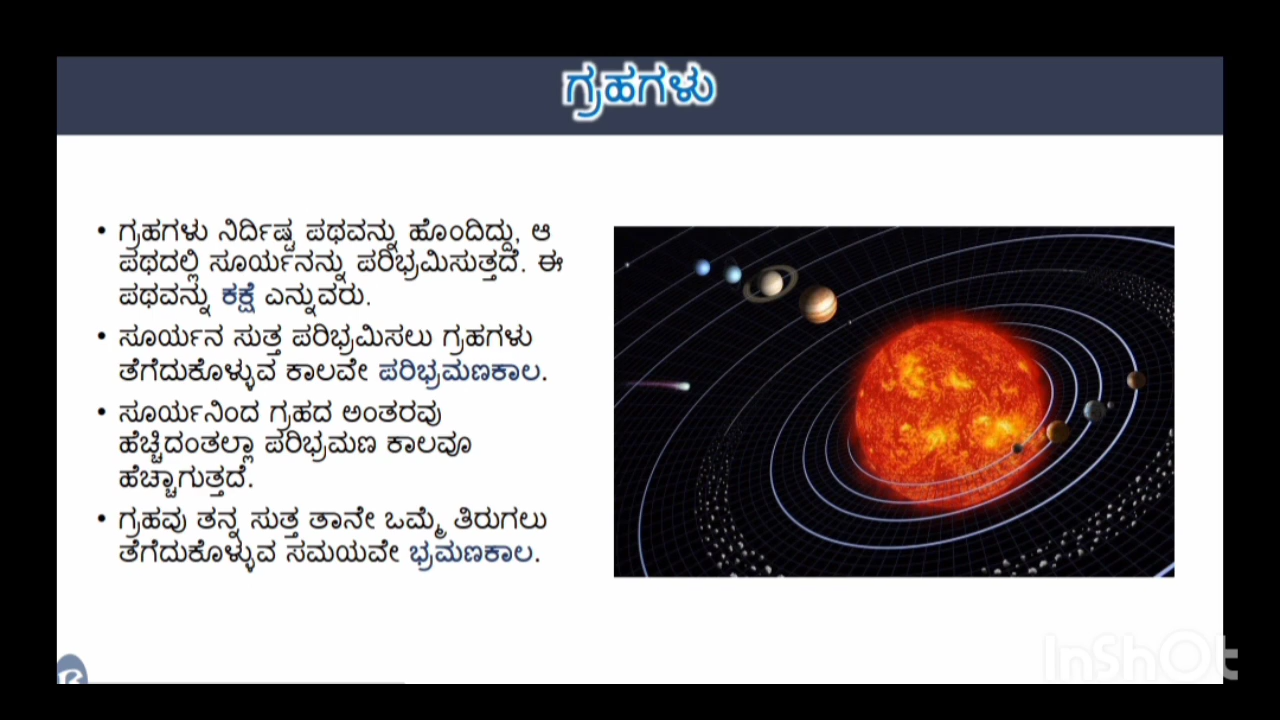 ಗ್ರಹಗಳು
• ಗ್ರಹಗಳು ನಿರ್ದಿಷ್ಟ ಪಥವನ್ನು ಹೊಂದಿದ್ದು, ಆ
ಪಥದಲ್ಲಿ ಸೂರ್ಯನನ್ನು ಪರಿಭ್ರಮಿಸುತ್ತದೆ. ಈ
ಪಥವನ್ನು ಕಕ್ಷೆ ಎನ್ನುವರು.
• ಸೂರ್ಯನ ಸುತ್ತ ಪರಿಭ್ರಮಿಸಲು ಗ್ರಹಗಳು
ತೆಗೆದುಕೊಳ್ಳುವ ಕಾಲವೇ ಪರಿಭ್ರಮಣಕಾಲ.
• ಸೂರ್ಯನಿಂದ ಗ್ರಹದ ಅಂತರವು
ಹೆಚ್ಚಿದಂತಲ್ಲಾ ಪರಿಭ್ರಮಣ ಕಾಲವೂ
ಹೆಚ್ಚಾಗುತ್ತದೆ.
• ಗ್ರಹವು ತನ್ನ ಸುತ್ತ ತಾನೇ ಒಮ್ಮೆ ತಿರುಗಲು
ತೆಗೆದುಕೊಳ್ಳುವ ಸಮಯವೇ ಭ್ರಮಣಕಾಲ.
InShOt